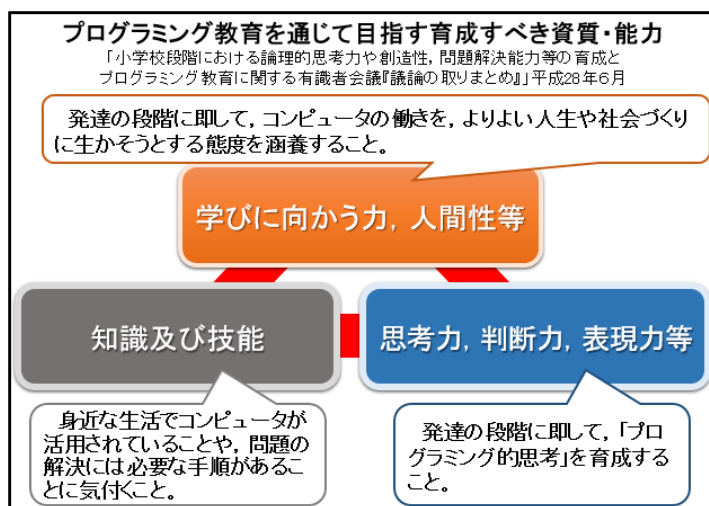 プログラミング教育を通じて目指す育成すべき資質・能力
「小学校段階における論理的思考力や創造性，問題解決能力等の育成と
プログラミング教育に関する有識者会議『議論の取りまとめ』」平成28年6月
発達の段階に即して，コンピュータの働きを，よりよい人生や社会づくり
に生かそうとする態度を涵養すること。
学びに向かう力，人間性等
知識及び技能
思考力，判断力，表現力等
身近な生活でコンピュータが
活用されていることや，問題の
解決には必要な手順があるこ
とに気付くこと。
発達の段階に即して，「プロ
グラミング的思考」を育成する
こと。